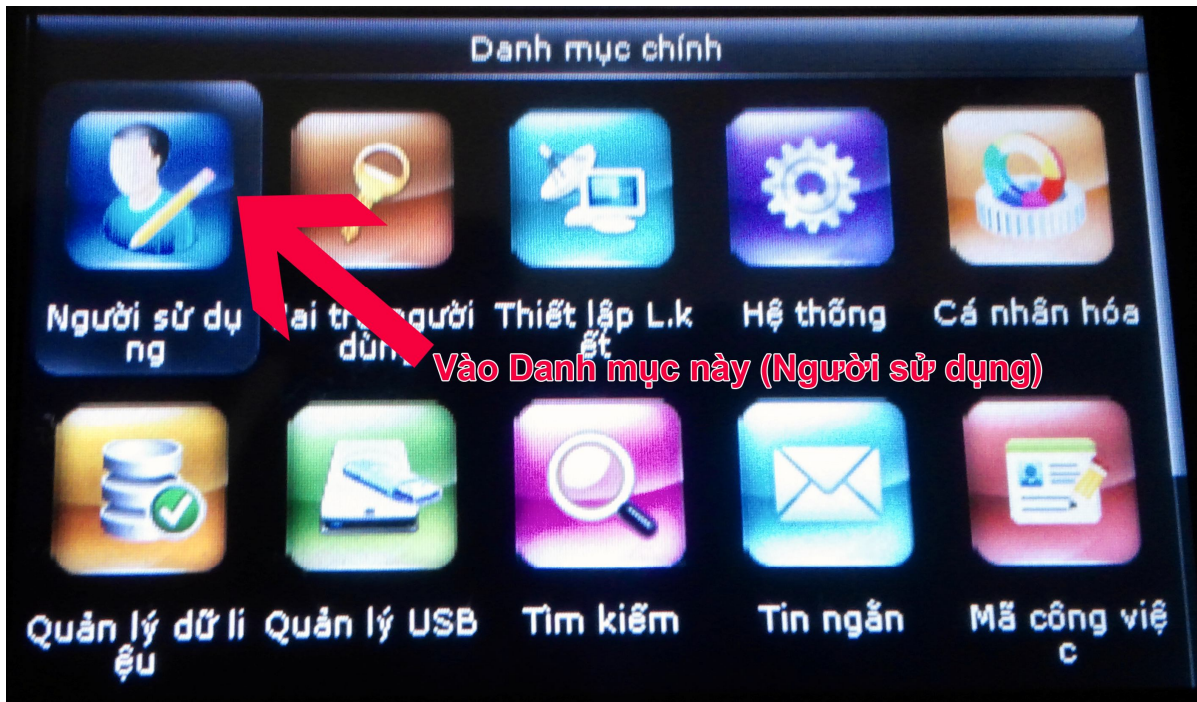 Danh mục chính
Người sử dụ
ng
người
Thiết lập L.k
ết
Hệ thống
Cá nhân hóa
Vào Danh mục này (Người sử dụng)
Quản lý dữ li
ệu
Quản lý USB
Tìm kiếm
Tin ngắn
Mã công việ
c